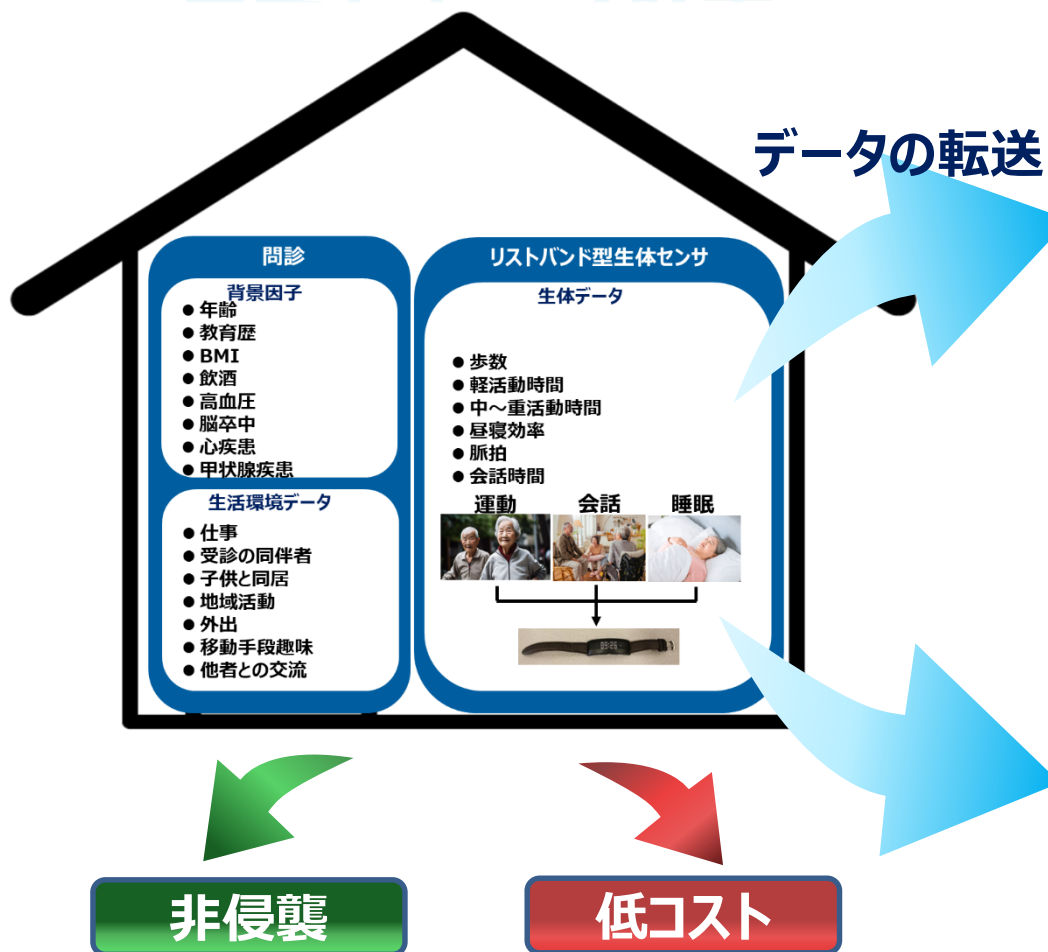 データの転送
問診
背景因子
● 年齢
● 教育歴
● BMI
● 飲酒
● 高血圧
● 脳卒中
● 心疾患
● 甲状腺疾患
生活環境データ
● 仕事
● 受診の同伴者
● 子供と同居
● 地域活動
● 外出
● 移動手段趣味
● 他者との交流
リストバンド型生体センサ
生体データ
● 歩数
● 軽活動時間
● 中～重活動時間
● 昼寝効率
● 脈拍
● 会話時間
運動 会話 睡眠
非侵襲
低コスト